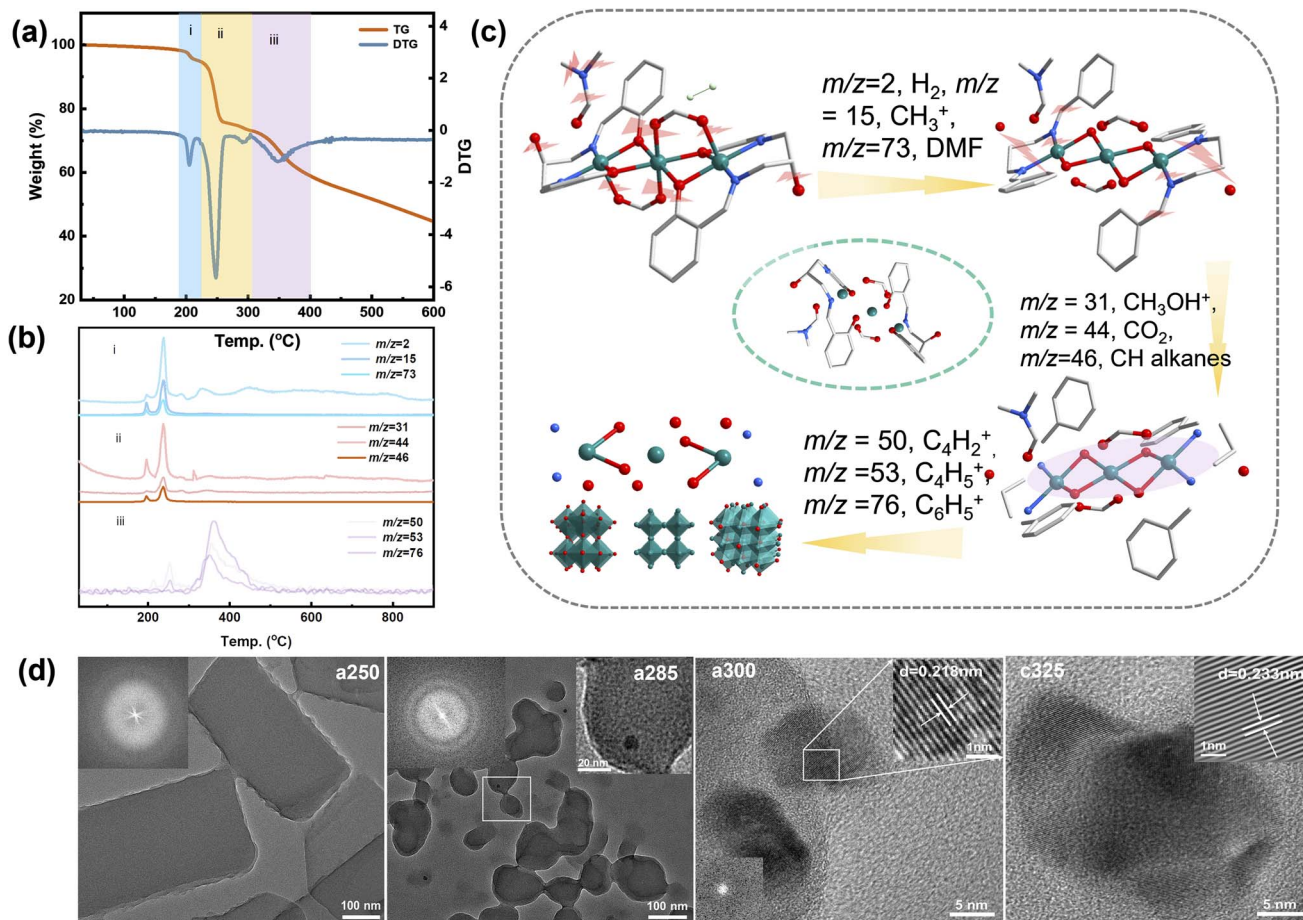 (a)
i
ii
iii
TG
DTG
4
2
0
-2
-4
-6
DTG
100
80
60
40
20
Weight (%)
100
200
300
400
500
600
Temp. (°C)
(b)
i
m/z=2
m/z=15
m/z=73
ii
m/z=31
m/z=44
m/z=46
iii
m/z=50
m/z=53
m/z=76
200
400
600
800
Temp. (°C)
(c)
m/z=2, H₂, m/z
= 15, CH₃⁺,
m/z=73, DMF
m/z = 31, CH₃OH⁺,
m/z = 44, CO₂,
m/z=46, CH alkanes
m/z = 50, C₄H₂⁺,
m/z =53, C₄H₅⁺,
m/z =76, C₆H₅⁺
(d)
a250
100 nm
a285
20 nm
100 nm
a300
d=0.218nm
1nm
5 nm
c325
d=0.233nm
1nm
5 nm